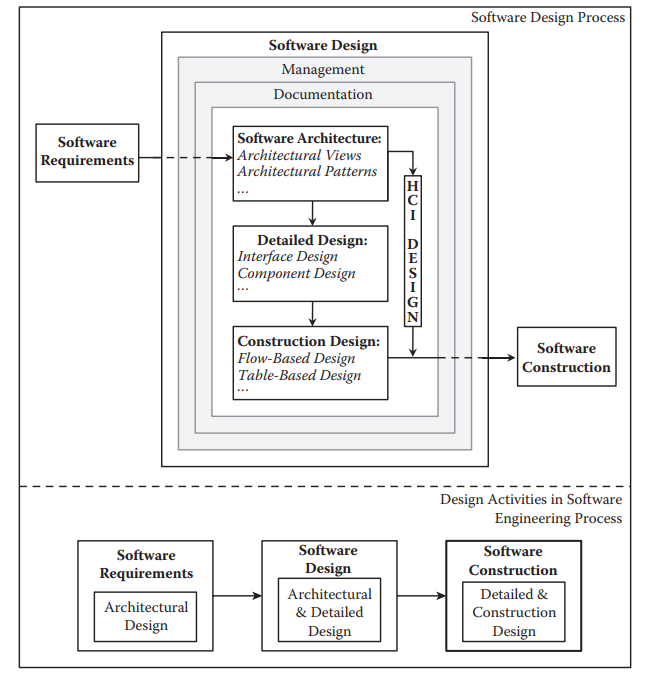 Software Design Process
Software Design
Management
Documentation
Software
Requirements
Software Architecture:
Architectural Views
Architectural Patterns
...
HCI DESIGN
Detailed Design:
Interface Design
Component Design
...
Construction Design:
Flow-Based Design
Table-Based Design
...
Software
Construction
Design Activities in Software
Engineering Process
Software
Requirements
Architectural
Design
Software
Design
Architectural
& Detailed
Design
Software
Construction
Detailed &
Construction
Design